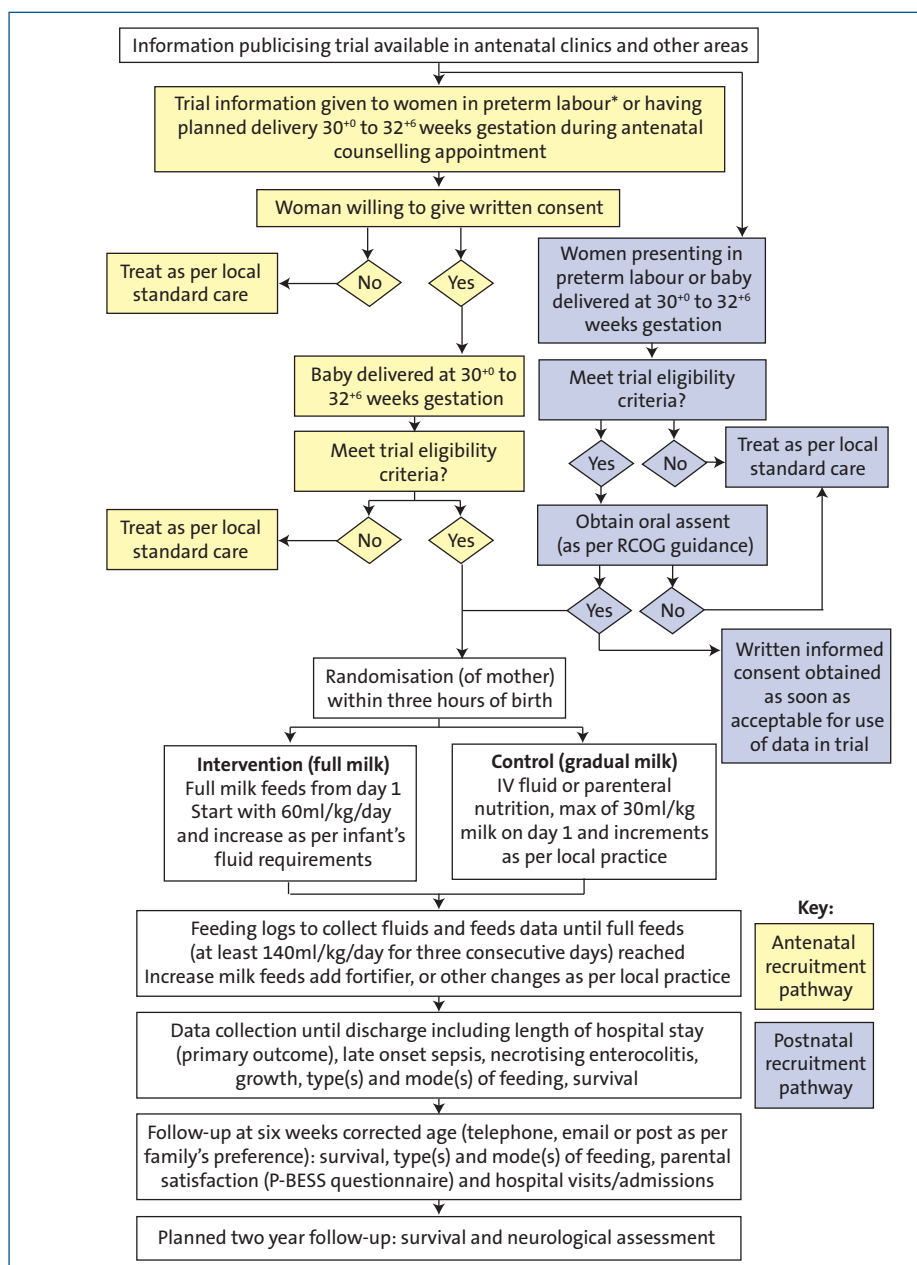 Information publicising trial available in antenatal clinics and other areas
Trial information given to women in preterm labour* or having
planned delivery 30⁺⁰ to 32⁺⁶ weeks gestation during antenatal
counselling appointment
Woman willing to give written consent
Treat as per local
standard care
No
Yes
Women presenting in
preterm labour or baby
delivered at 30⁺⁰ to 32⁺⁶
weeks gestation
Baby delivered at 30⁺⁰ to
32⁺⁶ weeks gestation
Meet trial eligibility
criteria?
Meet trial eligibility
criteria?
Yes
No
Treat as per local
standard care
Treat as per local
standard care
No
Yes
Obtain oral assent
(as per RCOG guidance)
Yes
No
Written informed
consent obtained
as soon as
acceptable for use
of data in trial
Randomisation (of mother)
within three hours of birth
Intervention (full milk)
Full milk feeds from day 1
Start with 60ml/kg/day
and increase as per infant's
fluid requirements
Control (gradual milk)
IV fluid or parenteral
nutrition, max of 30ml/kg
milk on day 1 and increments
as per local practice
Feeding logs to collect fluids and feeds data until full feeds
(at least 140ml/kg/day for three consecutive days) reached
Increase milk feeds add fortifier, or other changes as per local practice
Key:
Antenatal
recruitment
pathway
Postnatal
recruitment
pathway
Data collection until discharge including length of hospital stay
(primary outcome), late onset sepsis, necrotising enterocolitis,
growth, type(s) and mode(s) of feeding, survival
Follow-up at six weeks corrected age (telephone, email or post as per
family's preference): survival, type(s) and mode(s) of feeding, parental
satisfaction (P-BESS questionnaire) and hospital visits/admissions
Planned two year follow-up: survival and neurological assessment